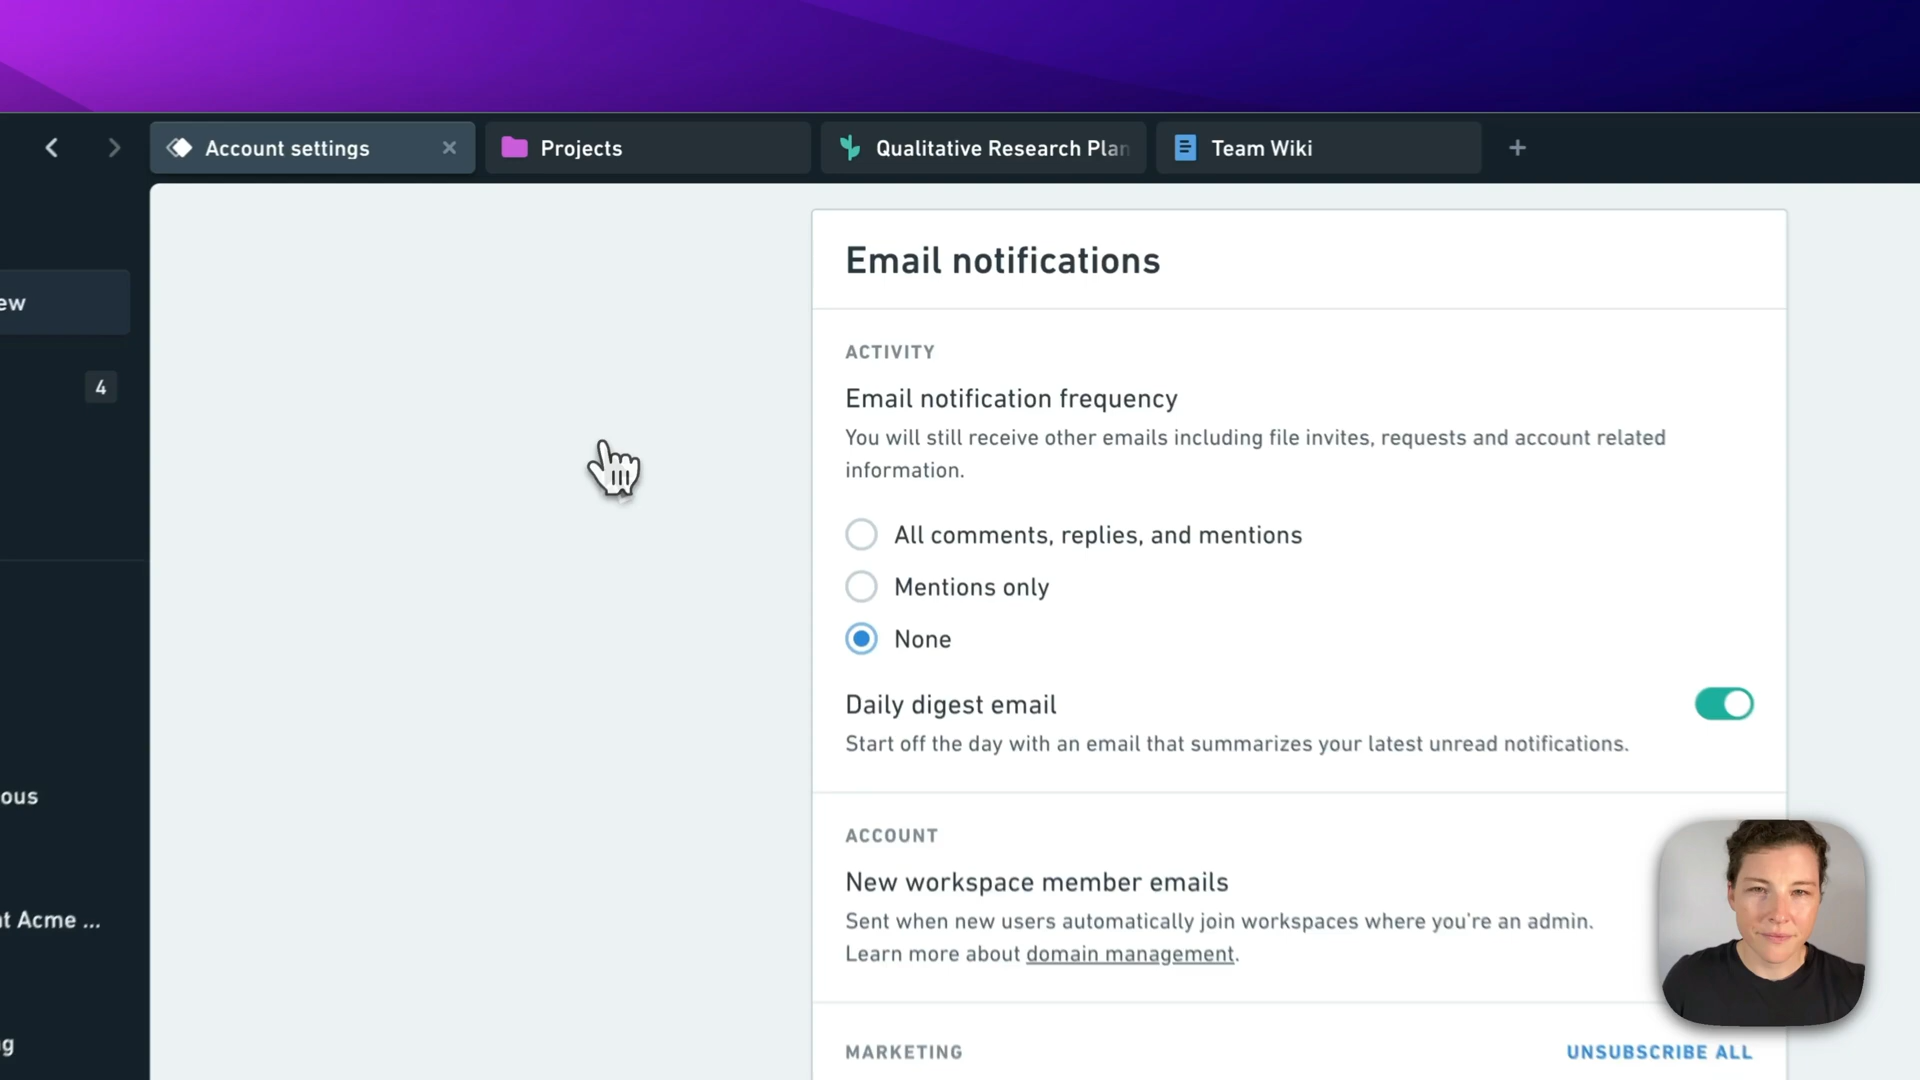 Account settings
Projects
Qualitative Research Plan
Team Wiki
ew
4
ous
t Acme ...
g
Email notifications
ACTIVITY
Email notification frequency
You will still receive other emails including file invites, requests and account related
information.
All comments, replies, and mentions
Mentions only
None
Daily digest email
Start off the day with an email that summarizes your latest unread notifications.
ACCOUNT
New workspace member emails
Sent when new users automatically join workspaces where you're an admin.
Learn more about domain management.
MARKETING
UNSUBSCRIBE ALL